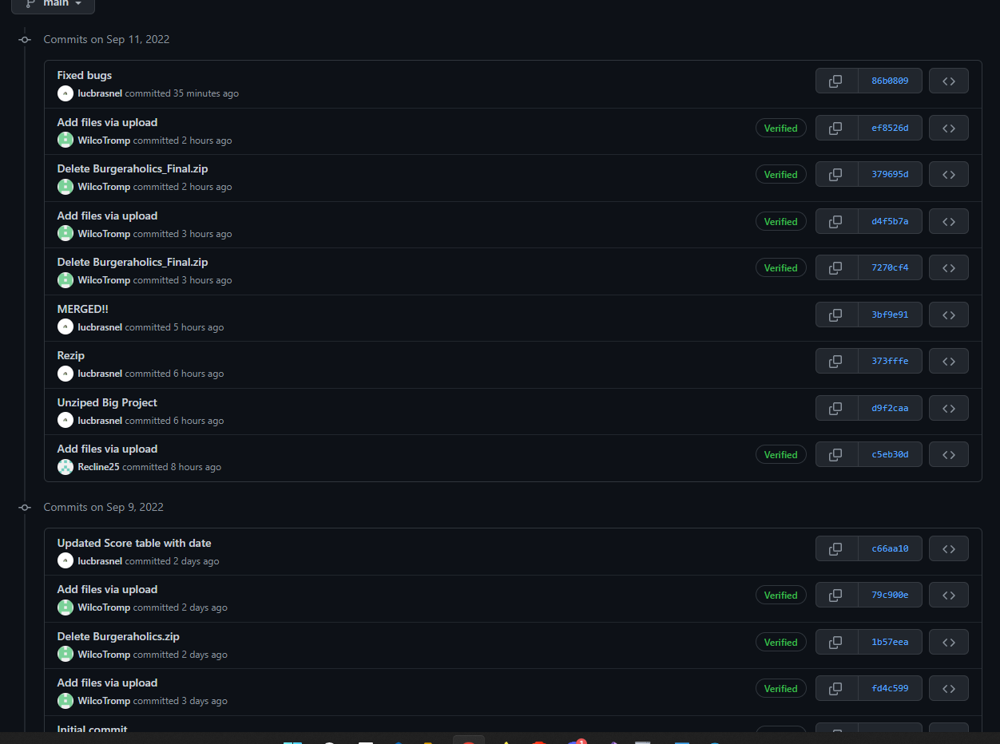 main
Commits on Sep 11, 2022
Fixed bugs
86b0809
lucbrasnel committed 35 minutes ago
Add files via upload
Verified
ef8526d
WilcoTromp committed 2 hours ago
Delete Burgeraholics_Final.zip
Verified
379695d
WilcoTromp committed 2 hours ago
Add files via upload
Verified
d4f5b7a
WilcoTromp committed 3 hours ago
Delete Burgeraholics_Final.zip
Verified
7270cf4
WilcoTromp committed 3 hours ago
MERGED!!
3bf9e91
lucbrasnel committed 5 hours ago
Rezip
373fffe
lucbrasnel committed 6 hours ago
Unziped Big Project
d9f2caa
lucbrasnel committed 6 hours ago
Add files via upload
Verified
c5eb30d
Recline25 committed 8 hours ago
Commits on Sep 9, 2022
Updated Score table with date
c66aa10
lucbrasnel committed 2 days ago
Add files via upload
Verified
79c900e
WilcoTromp committed 2 days ago
Delete Burgeraholics.zip
Verified
1b57eea
WilcoTromp committed 2 days ago
Add files via upload
Verified
fd4c599
WilcoTromp committed 3 days ago
Initial commit
1